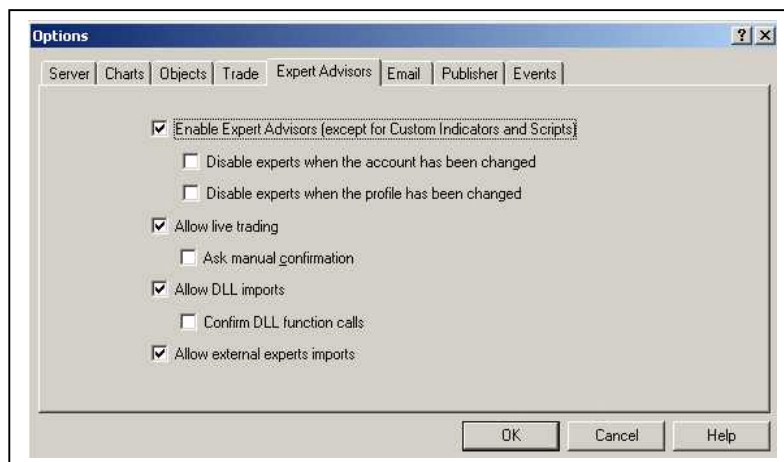 Options
Server Charts Objects Trade Expert Advisors Email Publisher Events
Enable Expert Advisors (except for Custom Indicators and Scripts)
Disable experts when the account has been changed
Disable experts when the profile has been changed
Allow live trading
Ask manual confirmation
Allow DLL imports
Confirm DLL function calls
Allow external experts imports
OK Cancel Help